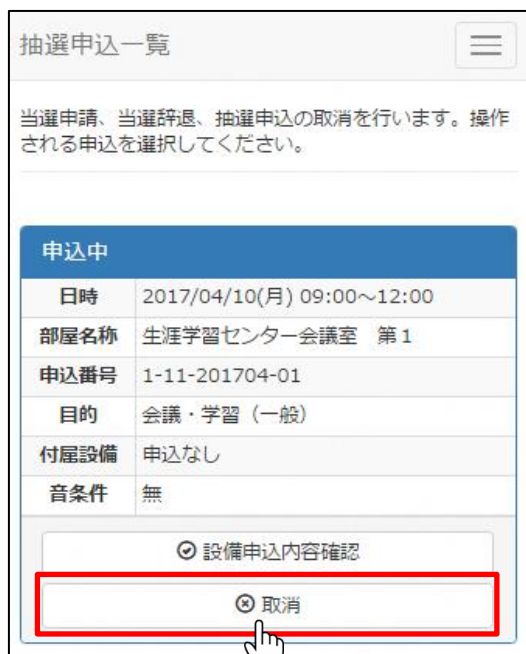 抽選申込一覧
当選申請、当選辞退、抽選申込の取消を行います。操作
される申込を選択してください。
申込中
日時 2017/04/10(月) 09:00～12:00
部屋名称 生涯学習センター会議室　第１
申込番号 1-11-201704-01
目的 会議・学習（一般）
付属設備 申込なし
音条件 無
設備申込内容確認
取消